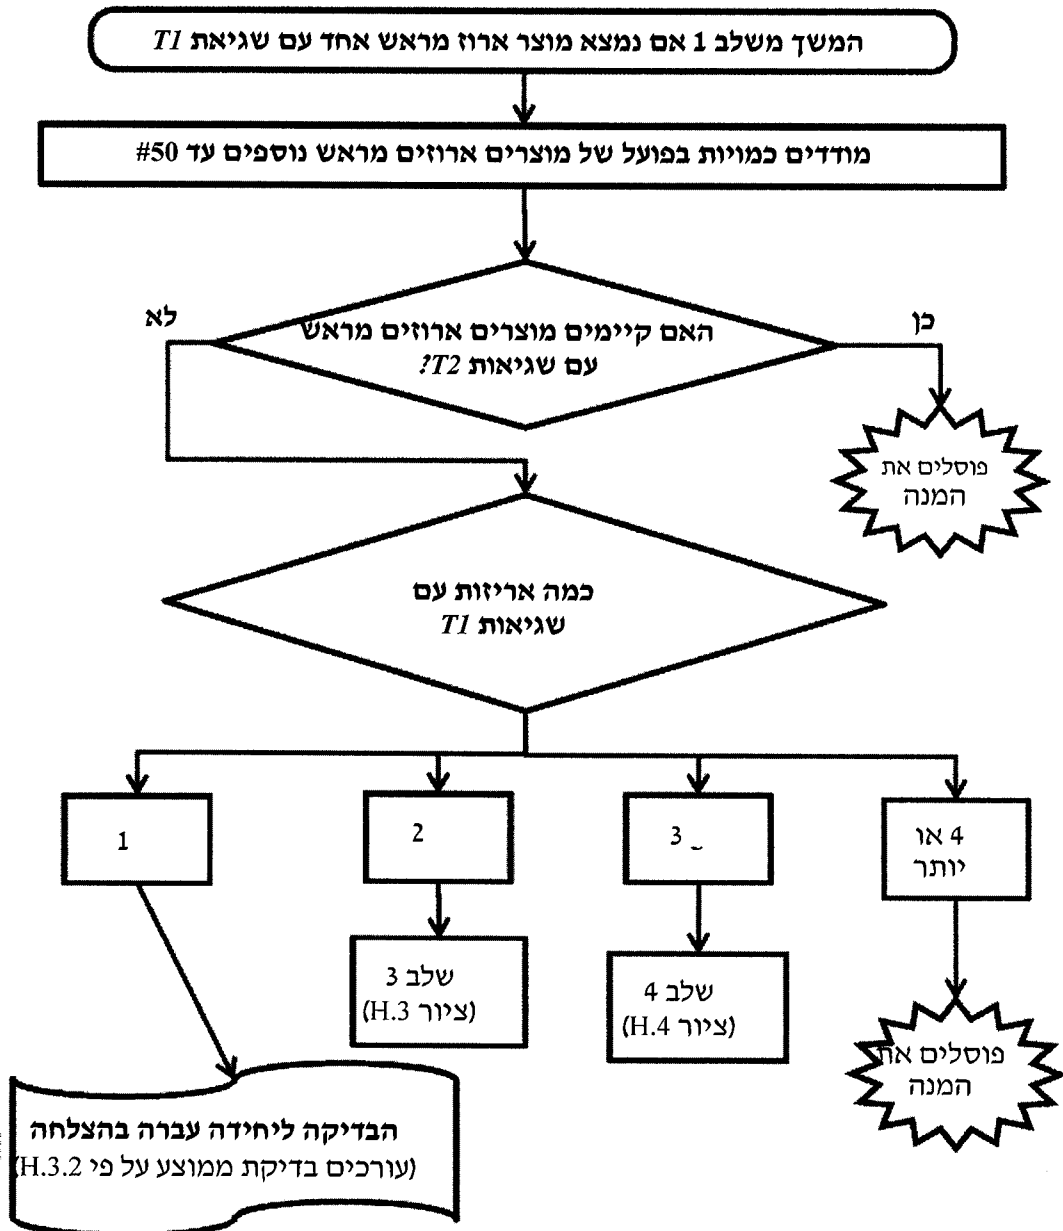 המשך משלב 1 אם נמצא מוצר ארוז מראש אחד עם שגיאת T1
מודדים כמויות בפועל של מוצרים ארוזים מראש נוספים עד 50#
האם קיימים מוצרים ארוזים מראש
עם שגיאות T2?
כן
לא
פוסלים את
המנה
כמה אריזות עם
שגיאות T1
1
2
3
4 או
יותר
שלב 3
(ציור H.3)
שלב 4
(ציור H.4)
פוסלים את
המנה
הבדיקה ליחידה עברה בהצלחה
(עורכים בדיקת ממוצע על פי H.3.2)